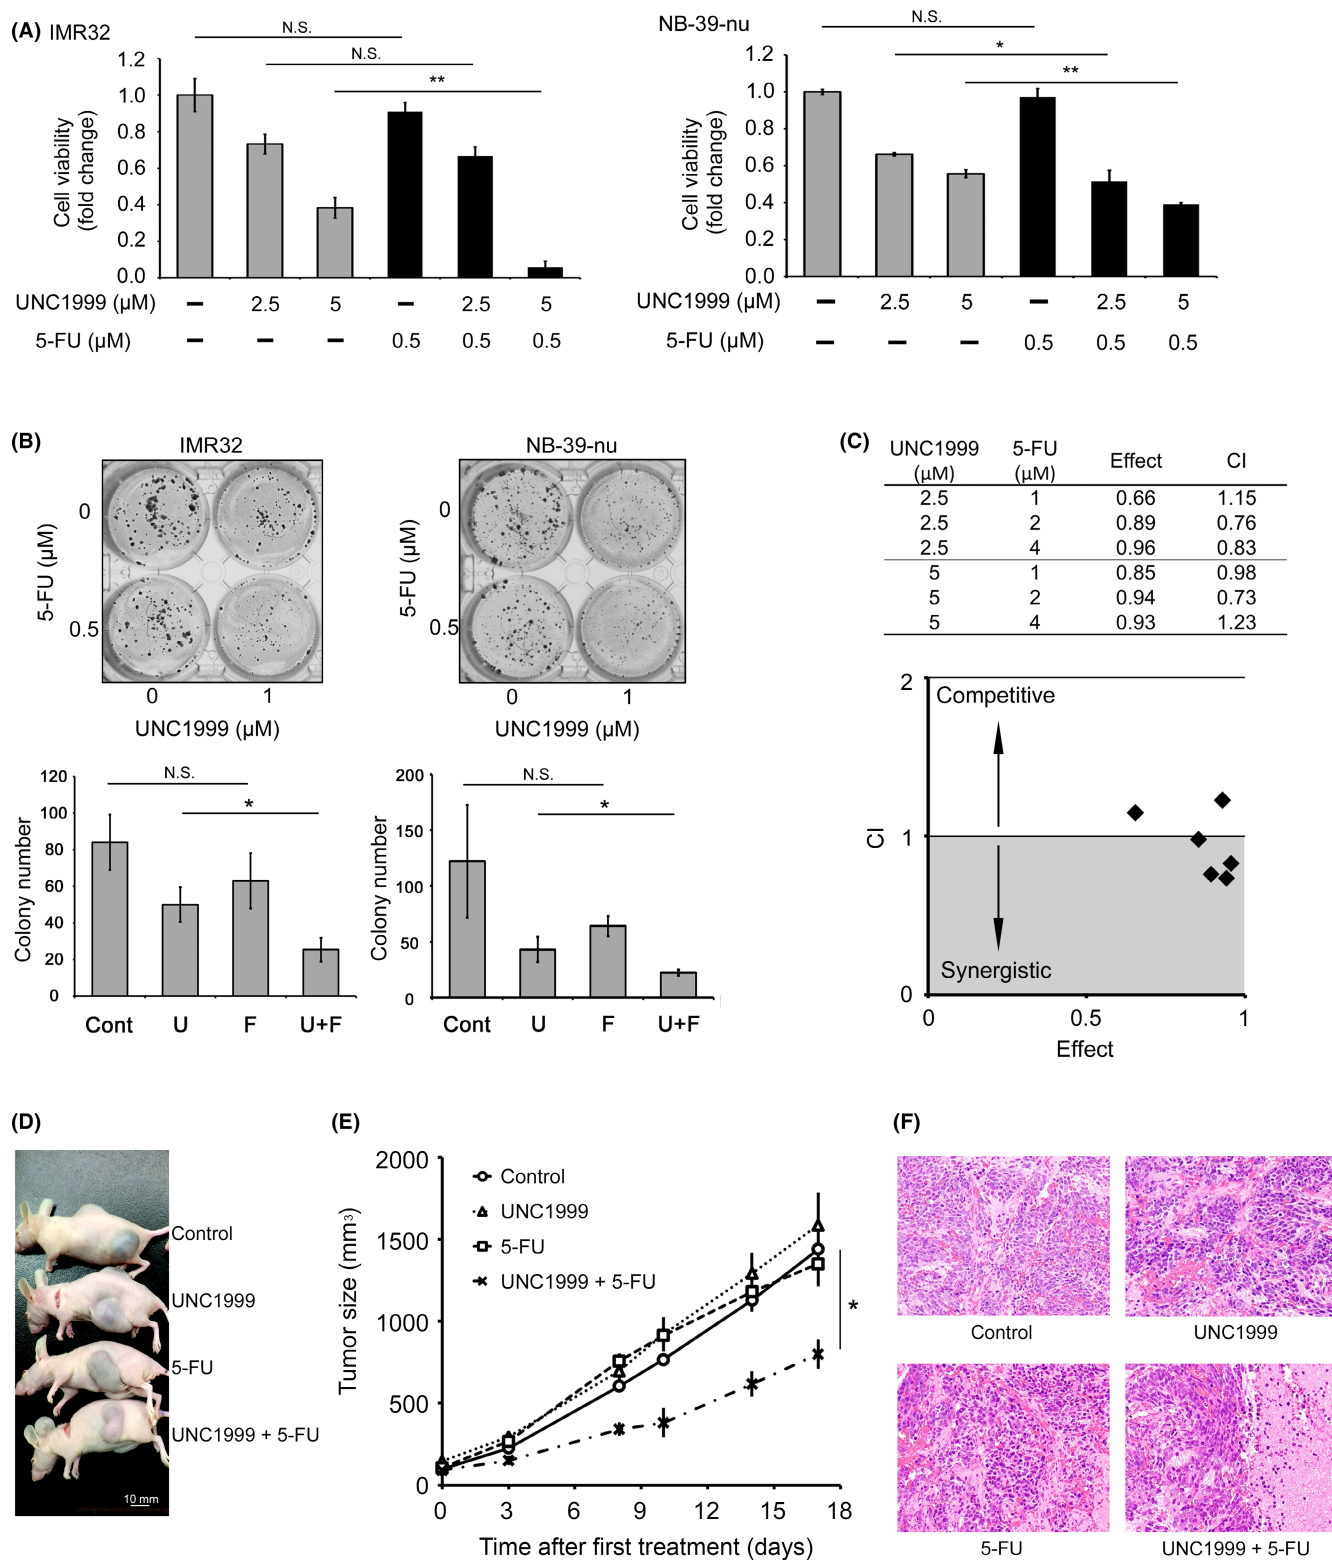 (A) IMR32
N.S.
N.S.
**
Cell viability
(fold change)
1.2
1.0
0.8
0.6
0.4
0.2
0.0
UNC1999 (µM) – 2.5 5 – 2.5 5
5-FU (µM) – – – 0.5 0.5 0.5
NB-39-nu
N.S.
*
**
Cell viability
(fold change)
1.2
1.0
0.8
0.6
0.4
0.2
0.0
UNC1999 (µM) – 2.5 5 – 2.5 5
5-FU (µM) – – – 0.5 0.5 0.5
(B)
IMR32
5-FU (µM)
0
0.5
0 1
UNC1999 (µM)
NB-39-nu
5-FU (µM)
0
0.5
0 1
UNC1999 (µM)
N.S.
*
Colony number
120
100
80
60
40
20
0
Cont U F U+F
N.S.
*
Colony number
200
150
100
50
0
Cont U F U+F
(C)
UNC1999 (µM) 5-FU (µM) Effect CI
2.5 1 0.66 1.15
2.5 2 0.89 0.76
2.5 4 0.96 0.83
5 1 0.85 0.98
5 2 0.94 0.73
5 4 0.93 1.23
CI
2
1
0
Competitive
Synergistic
0 0.5 1
Effect
(D)
Control
UNC1999
5-FU
UNC1999 + 5-FU
10 mm
(E)
Tumor size (mm3)
2000
1500
1000
500
0
Control
UNC1999
5-FU
UNC1999 + 5-FU
*
0 3 6 9 12 15 18
Time after first treatment (days)
(F)
Control
UNC1999
5-FU
UNC1999 + 5-FU